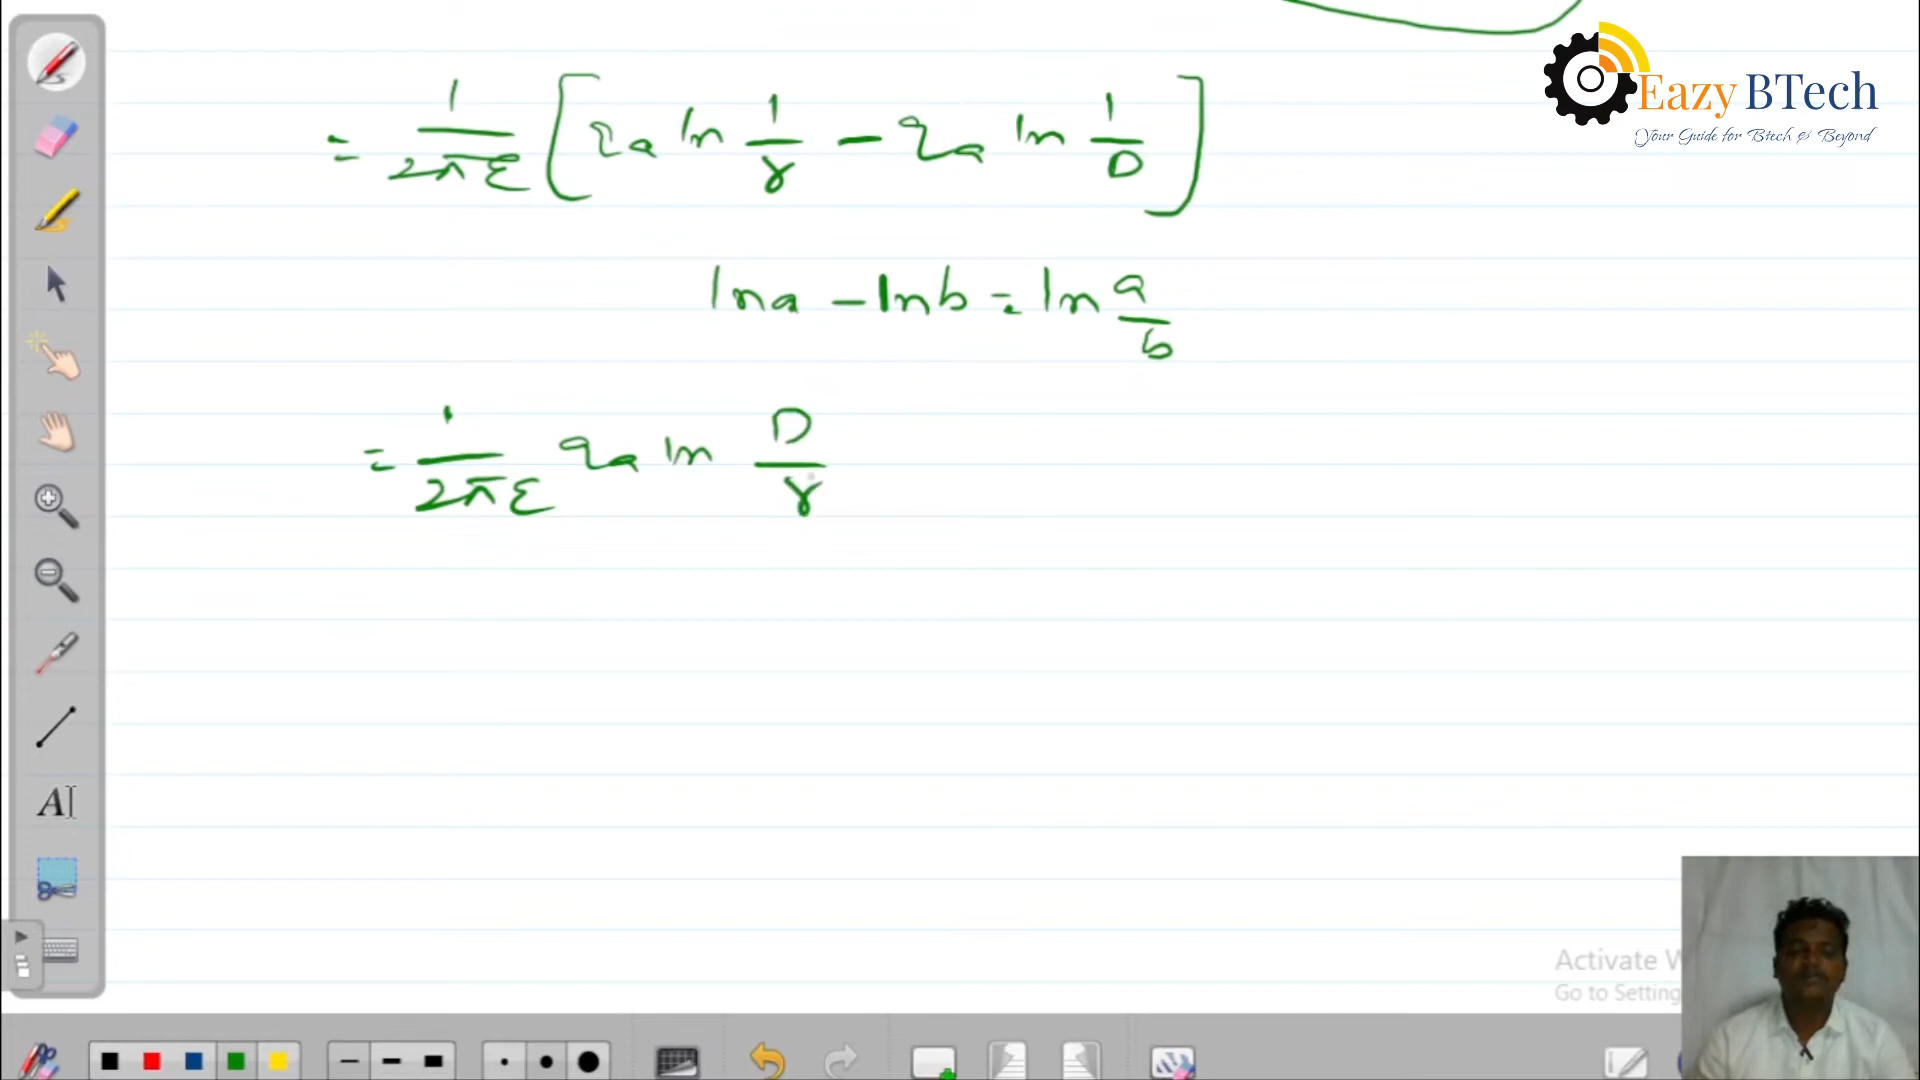 Eazy BTech
Your Guide for Btech & Beyond
= 1/2πε [ qa ln 1/r - qa ln 1/D ]
ln a - ln b = ln a/b
= 1/2πε qa ln D/r
AI
Activate W
Go to Setting